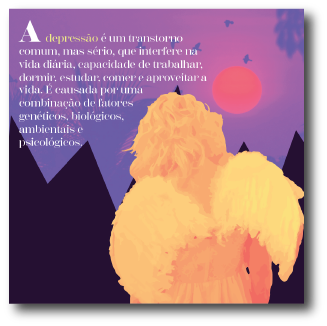 A depressão é um transtorno
comum, mas sério, que interfere na
vida diária, capacidade de trabalhar,
dormir, estudar, comer e aproveitar a
vida. É causada por uma
combinação de fatores
genéticos, biológicos,
ambientais e
psicológicos.